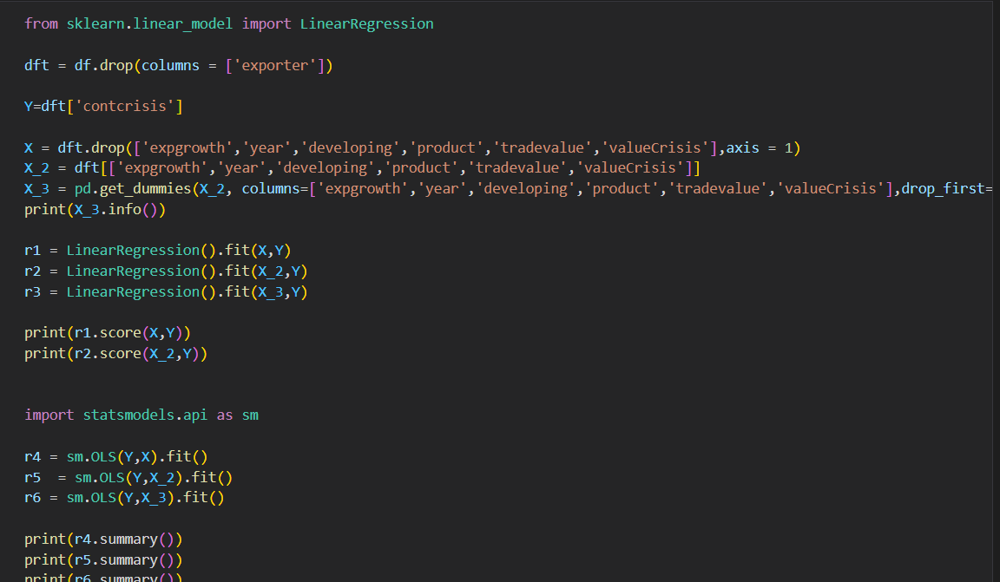 from sklearn.linear_model import LinearRegression
dft = df.drop(columns = ['exporter'])
Y=dft['contcrisis']
X = dft.drop(['expgrowth','year','developing','product','tradevalue','valueCrisis'],axis = 1)
X_2 = dft[['expgrowth','year','developing','product','tradevalue','valueCrisis']]
X_3 = pd.get_dummies(X_2, columns=['expgrowth','year','developing','product','tradevalue','valueCrisis'],drop_first=
print(X_3.info())
r1 = LinearRegression().fit(X,Y)
r2 = LinearRegression().fit(X_2,Y)
r3 = LinearRegression().fit(X_3,Y)
print(r1.score(X,Y))
print(r2.score(X_2,Y))
import statsmodels.api as sm
r4 = sm.OLS(Y,X).fit()
r5  = sm.OLS(Y,X_2).fit()
r6 = sm.OLS(Y,X_3).fit()
print(r4.summary())
print(r5.summary())
print(r6.summary())